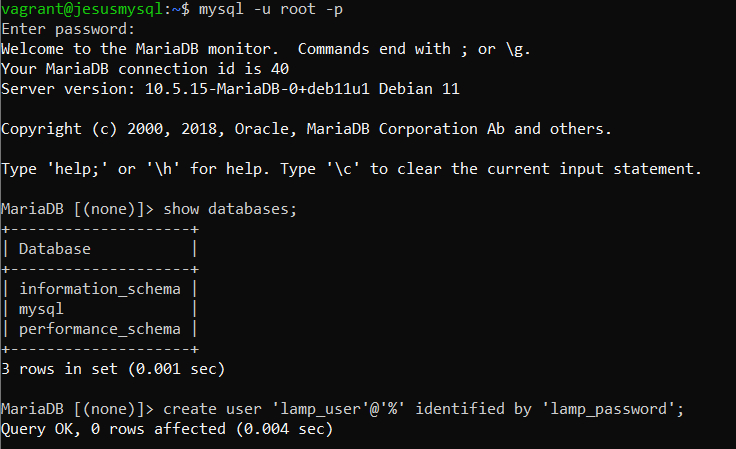 vagrant@jesusmysql:~$ mysql -u root -p
Enter password:
Welcome to the MariaDB monitor.  Commands end with ; or \g.
Your MariaDB connection id is 40
Server version: 10.5.15-MariaDB-0+deb11u1 Debian 11
Copyright (c) 2000, 2018, Oracle, MariaDB Corporation Ab and others.
Type 'help;' or '\h' for help. Type '\c' to clear the current input statement.
MariaDB [(none)]> show databases;
+--------------------+
| Database           |
+--------------------+
| information_schema |
| mysql              |
| performance_schema |
+--------------------+
3 rows in set (0.001 sec)
MariaDB [(none)]> create user 'lamp_user'@'%' identified by 'lamp_password';
Query OK, 0 rows affected (0.004 sec)